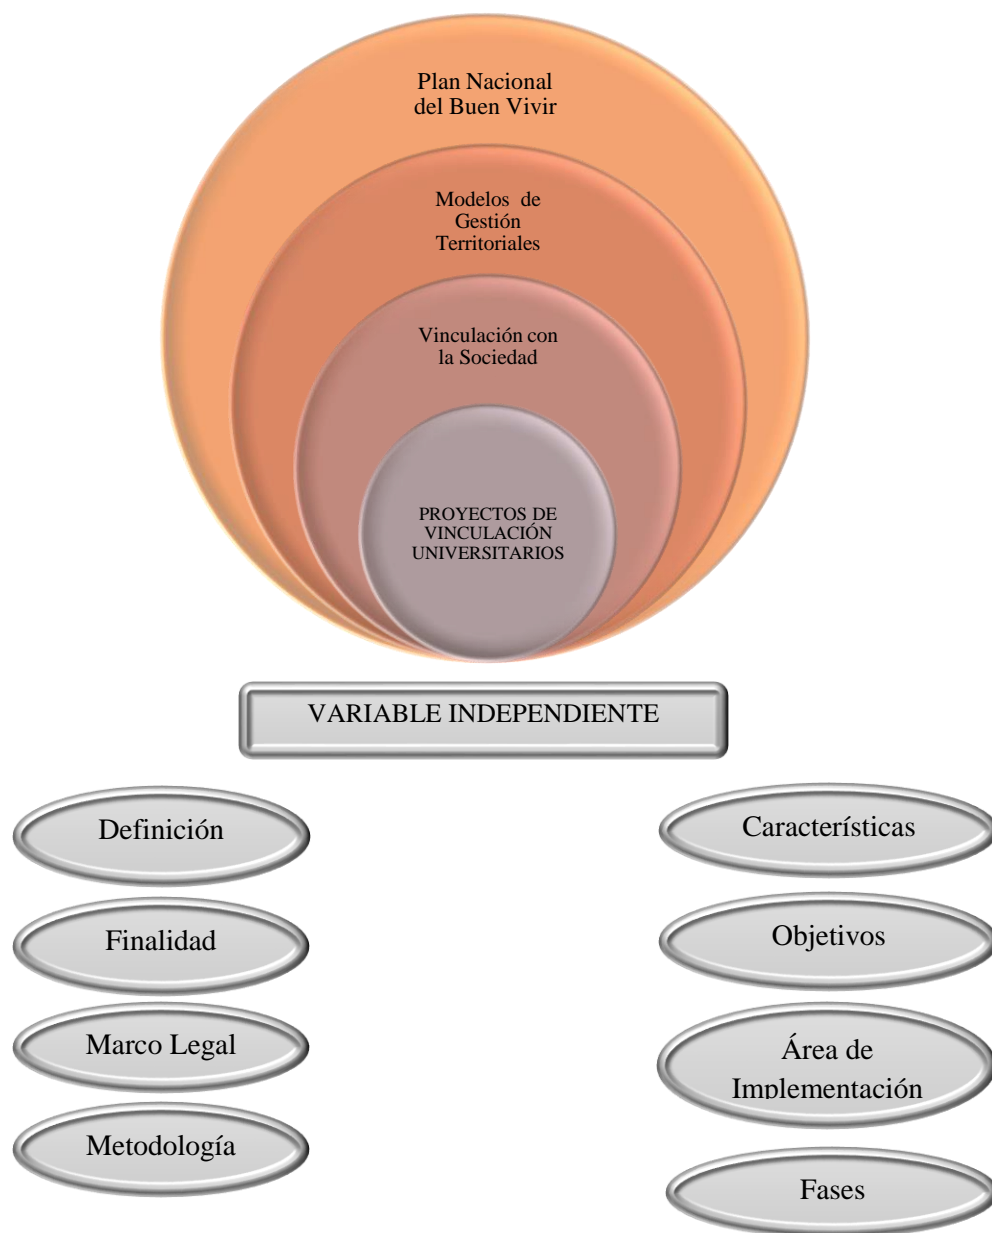 Plan Nacional
del Buen Vivir
Modelos de
Gestión
Territoriales
Vinculación con
la Sociedad
PROYECTOS DE
VINCULACIÓN
UNIVERSITARIOS
VARIABLE INDEPENDIENTE
Definición
Características
Finalidad
Objetivos
Marco Legal
Área de
Implementación
Metodología
Fases